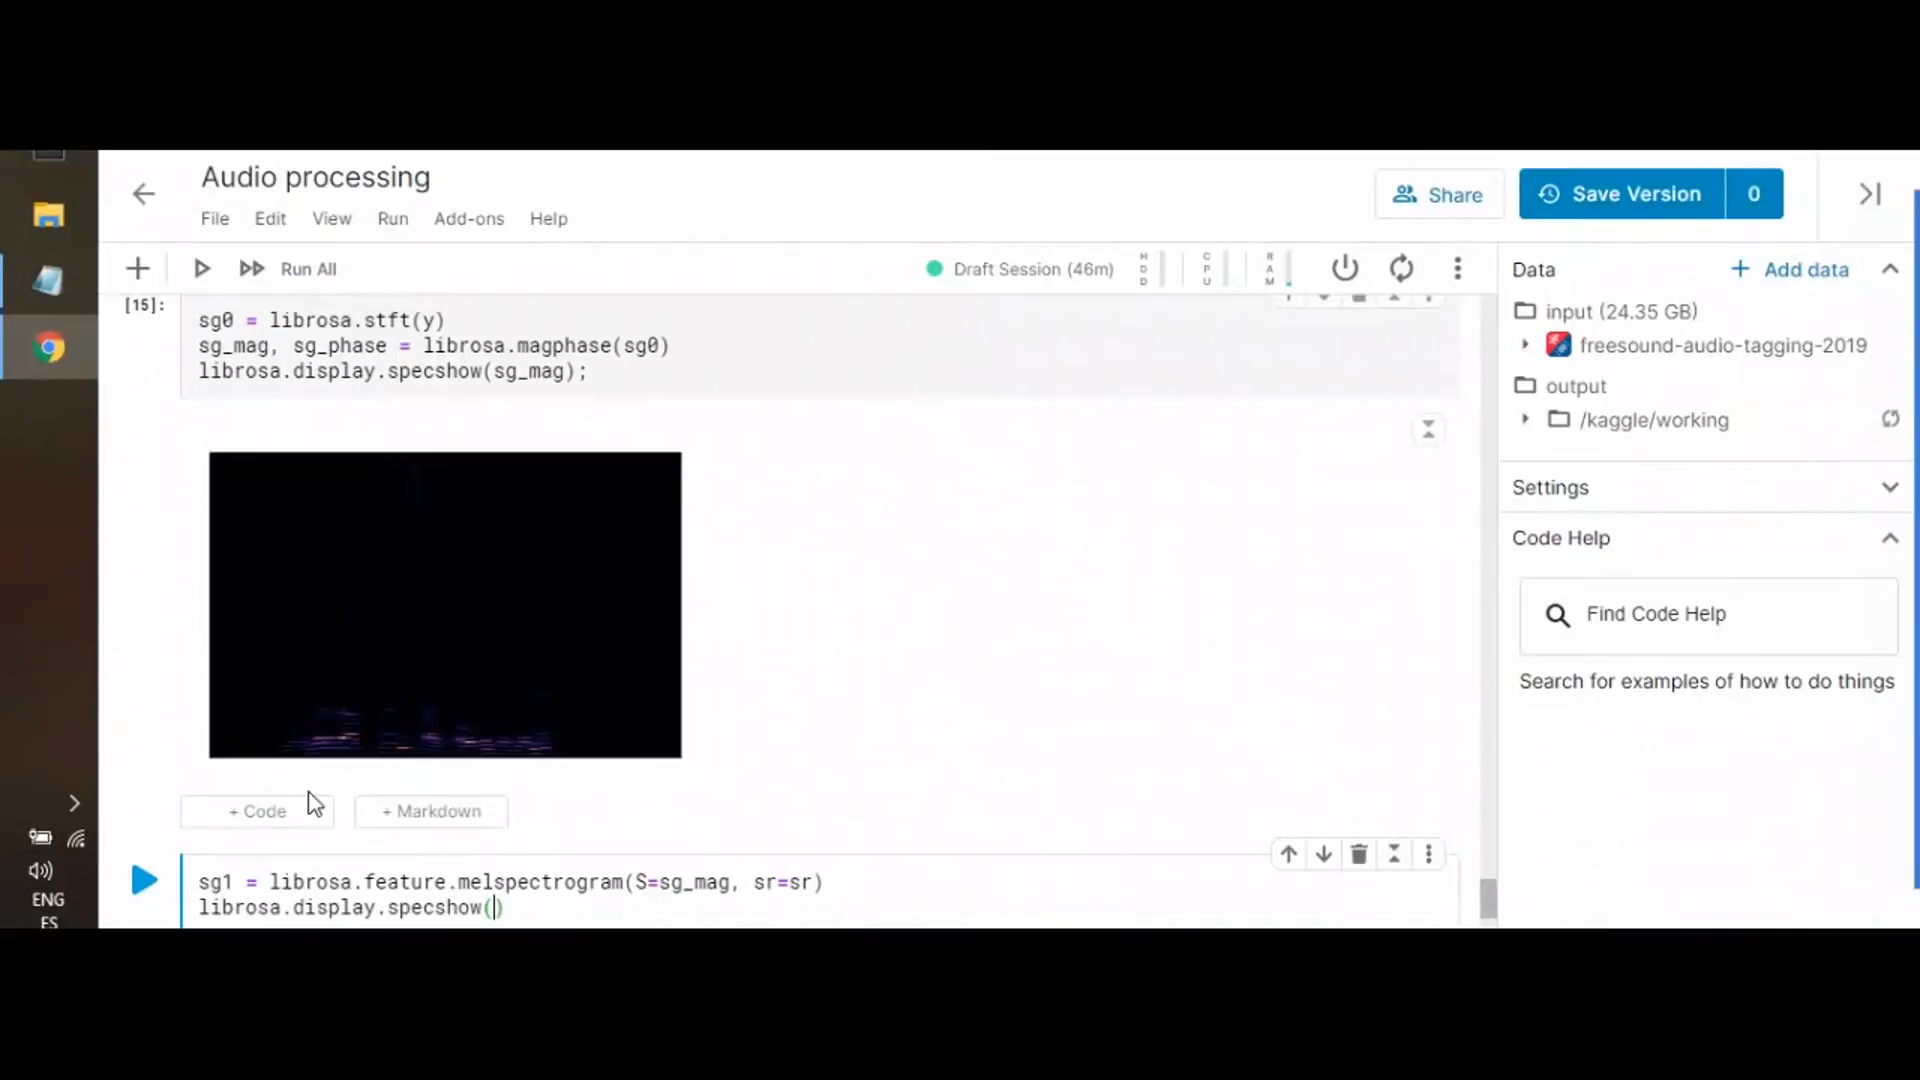 Audio processing
File Edit View Run Add-ons Help
Share
Save Version 0
Run All
Draft Session (46m)
HDD
CPU
RAM
[15]:
sg0 = librosa.stft(y)
sg_mag, sg_phase = librosa.magphase(sg0)
librosa.display.specshow(sg_mag);
+ Code + Markdown
sg1 = librosa.feature.melspectrogram(S=sg_mag, sr=sr)
librosa.display.specshow()
Data + Add data
input (24.35 GB)
freesound-audio-tagging-2019
output
/kaggle/working
Settings
Code Help
Find Code Help
Search for examples of how to do things
ENG
ES